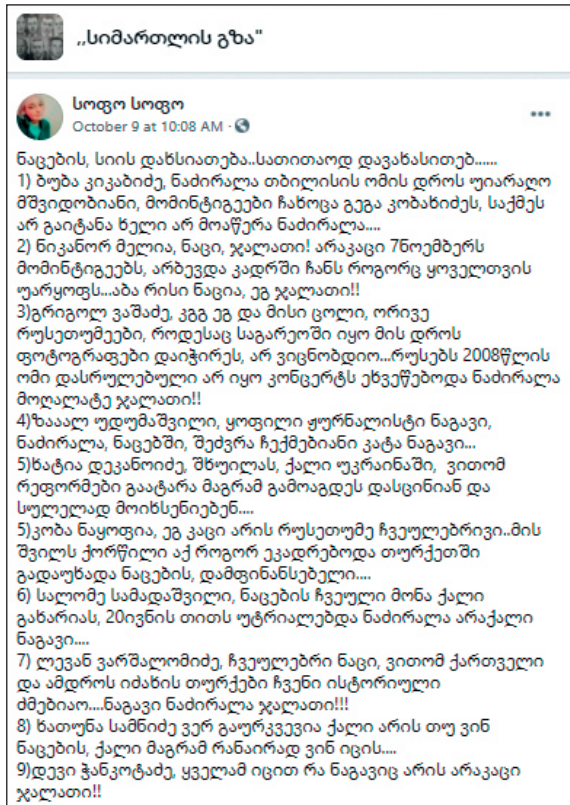 ,,სიმართლის გზა"
სოფო სოფო
October 9 at 10:08 AM ·
ნაცების, სიის დახსიათება..სათითაოდ დავახასითებ......
1) ბუბა კიკაბიძე, ნაძირალა თბილისის ომის დროს უიარაღო
მშვიდობიანი, მომინტიგეები ჩახოცა გეგა კობახიძეს, საქმეს
არ გაიტანა ხელი არ მოაწერა ნაძირალა....
2) ნიკანორ მელია, ნაცი, ჯალათი! არაკაცი 7ნოემბერს
მომინტიგეებს, არბევდა კადრში ჩანს როგორც ყოველთვის
უარყოფს...აბა რისი ნაცია, ეგ ჯალათი!!
3)გრიგოლ ვაშაძე, კგგ ეგ და მისი ცოლი, ორივე
რუსეთუმეები, როდესაც საგარეოში იყო მის დროს
ფოტოგრაფები დაიჭირეს, არ ვიცნობდიო...რუსებს 2008წლის
ომი დასრულებული არ იყო კონცერტს ეხვეწებოდა ნაძირალა
მოღალატე ჯალათი!!
4)ზააალ უდუმაშვილი, ყოფილი ჟურნალისტი ნაგავი,
ნაძირალა, ნაცებში, შეძვრა ჩექმებიანი კატა ნაგავი...
5)ხატია დეკანოიძე, შხუილას, ქალი უკრაინაში, ვითომ
რეფორმები გაატარა მაგრამ გამოაგდეს დასცინიან და
სულელად მოიხსენიებენ....
5)კობა ნაყოფია, ეგ კაცი არის რუსეთუმე ჩვეულებრივი..მის
შვილს ქორწილი აქ როგორ ეკადრებოდა თურქეთში
გადაუხადა ნაცების, დამფინანსებელი....
6) სალომე სამადაშვილი, ნაცების ჩვეული მონა ქალი
გახარიას, 20ივნის თითს უტრიალებდა ნაძირალა არაქალი
ნაგავი....
7) ლევან ვარშალომიძე, ჩვეულებრი ნაცი, ვითომ ქართველი
და ამდროს იძახის თურქები ჩვენი ისტორიული
ძმებიაო....ნაგავი ნაძირალა ჯალათი!!!
8) ხათუნა სამნიძე ვერ გაურკვევია ქალი არის თუ ვინ
ნაცების, ქალი მაგრამ რანაირად ვინ იცის....
9)დევი ჭანკოტაძე, ყველამ იცით რა ნაგავიც არის არაკაცი
ჯალათი!!